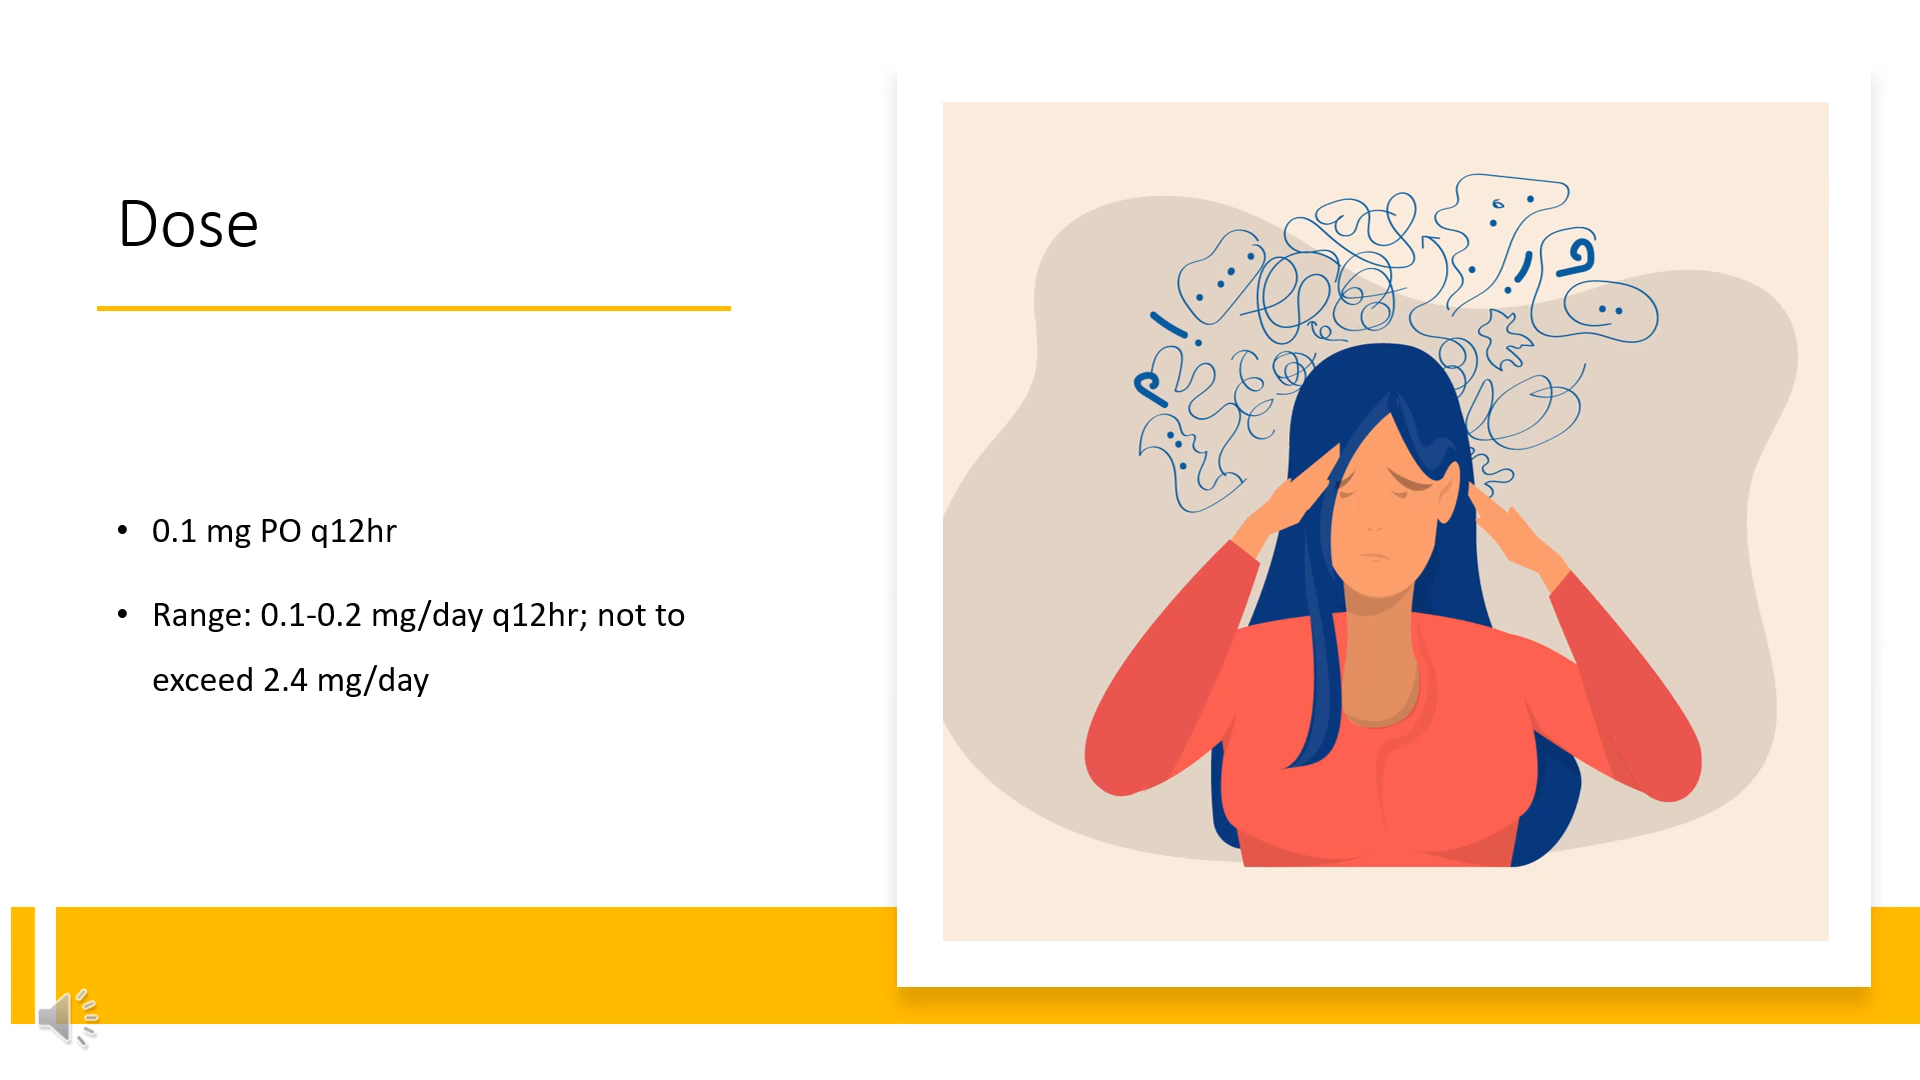 Dose
• 0.1 mg PO q12hr
• Range: 0.1-0.2 mg/day q12hr; not to
exceed 2.4 mg/day